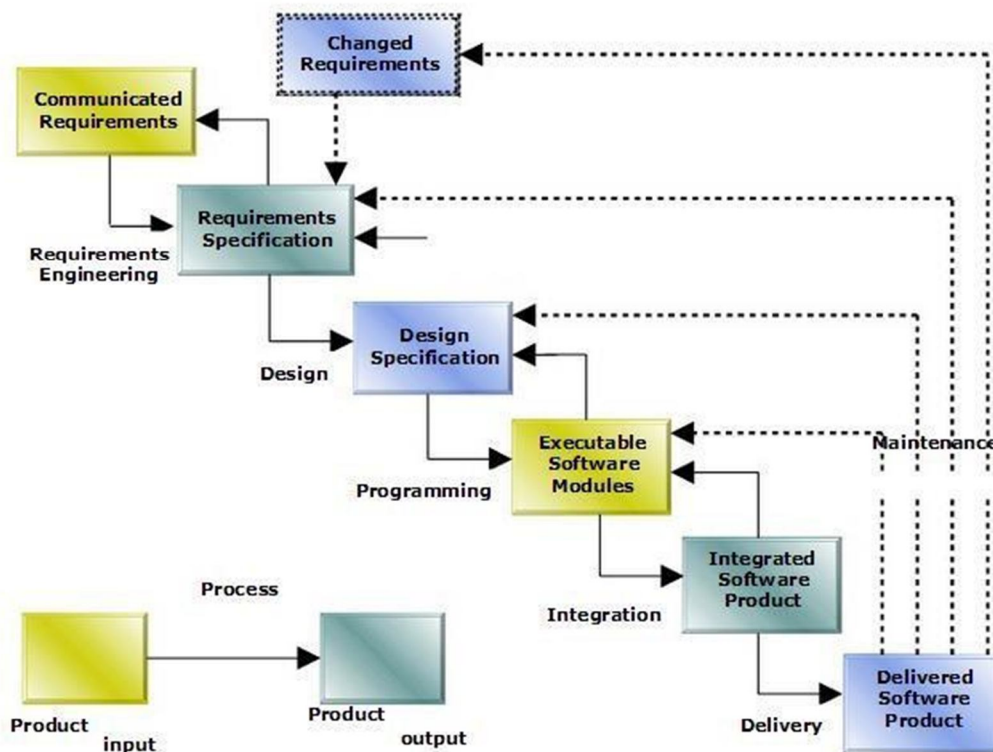 Changed
Requirements
Communicated
Requirements
Requirements
Specification
Requirements
Engineering
Design
Specification
Design
Executable
Software
Modules
Maintenance
Programming
Integrated
Software
Product
Process
Integration
Delivered
Software
Product
Delivery
Product
input
Product
output